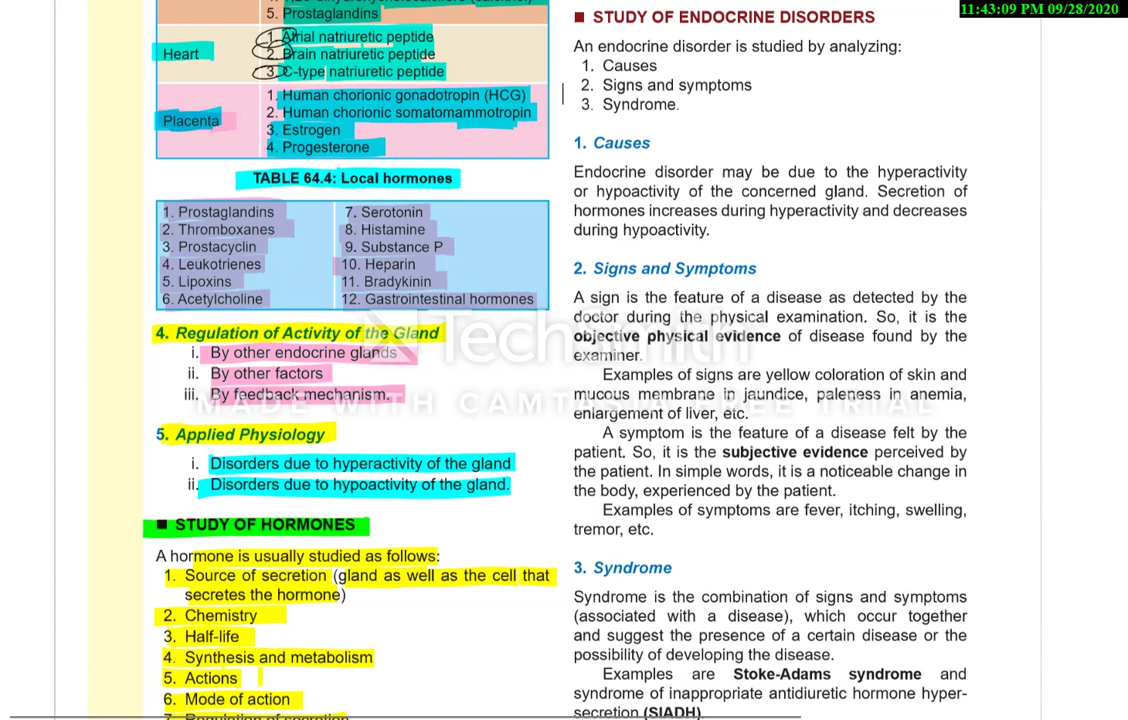 11:43:09 PM 09/28/2020
5. Prostaglandins
Heart
1. Atrial natriuretic peptide
2. Brain natriuretic peptide
3. C-type natriuretic peptide
Placenta
1. Human chorionic gonadotropin (HCG)
2. Human chorionic somatomammotropin
3. Estrogen
4. Progesterone
TABLE 64.4: Local hormones
1. Prostaglandins
2. Thromboxanes
3. Prostacyclin
4. Leukotrienes
5. Lipoxins
6. Acetylcholine
7. Serotonin
8. Histamine
9. Substance P
10. Heparin
11. Bradykinin
12. Gastrointestinal hormones
4. Regulation of Activity of the Gland
i. By other endocrine glands
ii. By other factors
iii. By feedback mechanism.
5. Applied Physiology
i. Disorders due to hyperactivity of the gland
ii. Disorders due to hypoactivity of the gland.
■ STUDY OF HORMONES
A hormone is usually studied as follows:
1. Source of secretion (gland as well as the cell that
secretes the hormone)
2. Chemistry
3. Half-life
4. Synthesis and metabolism
5. Actions
6. Mode of action
7. Regulation of secretion
■ STUDY OF ENDOCRINE DISORDERS
An endocrine disorder is studied by analyzing:
1. Causes
2. Signs and symptoms
3. Syndrome.
1. Causes
Endocrine disorder may be due to the hyperactivity
or hypoactivity of the concerned gland. Secretion of
hormones increases during hyperactivity and decreases
during hypoactivity.
2. Signs and Symptoms
A sign is the feature of a disease as detected by the
doctor during the physical examination. So, it is the
objective physical evidence of disease found by the
examiner.
Examples of signs are yellow coloration of skin and
mucous membrane in jaundice, paleness in anemia,
enlargement of liver, etc.
A symptom is the feature of a disease felt by the
patient. So, it is the subjective evidence perceived by
the patient. In simple words, it is a noticeable change in
the body, experienced by the patient.
Examples of symptoms are fever, itching, swelling,
tremor, etc.
3. Syndrome
Syndrome is the combination of signs and symptoms
(associated with a disease), which occur together
and suggest the presence of a certain disease or the
possibility of developing the disease.
Examples are Stoke-Adams syndrome and
syndrome of inappropriate antidiuretic hormone hyper-
secretion (SIADH).
TechSmith
MADE WITH CAMTASIA FREE TRIAL